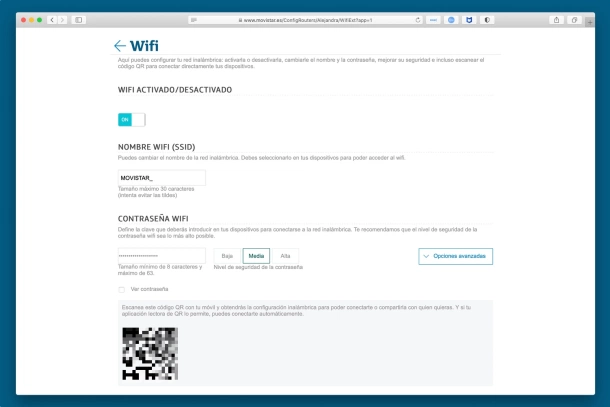 www.movistar.es/ConfigRouters/Alejandra/WifiExt?app=1
Wifi
Aquí puedes configurar tu red inalámbrica: activarla o desactivarla, cambiarle el nombre y la contraseña, mejorar su seguridad e incluso escanear el
código QR para conectar directamente tus dispositivos.
WIFI ACTIVADO/DESACTIVADO
ON
NOMBRE WIFI (SSID)
Puedes cambiar el nombre de la red inalámbrica. Debes seleccionarlo en tus dispositivos para poder acceder al wifi.
MOVISTAR_
Tamaño máximo 30 caracteres
(Intenta evitar las tildes)
CONTRASEÑA WIFI
Define la clave que deberás introducir en tus dispositivos para conectarse a la red inalámbrica. Te recomendamos que el nivel de seguridad de la
contraseña wifi sea lo más alto posible.
Baja Media Alta Opciones avanzadas
Tamaño mínimo de 8 caracteres y
máximo de 63.
Nivel de seguridad de la contraseña
Ver contraseña
Escanea este código QR con tu móvil y obtendrás la configuración inalámbrica para poder conectarte o compartirla con quien quieras. Y si tu
aplicación lectora de QR lo permite, puedes conectarte automáticamente.